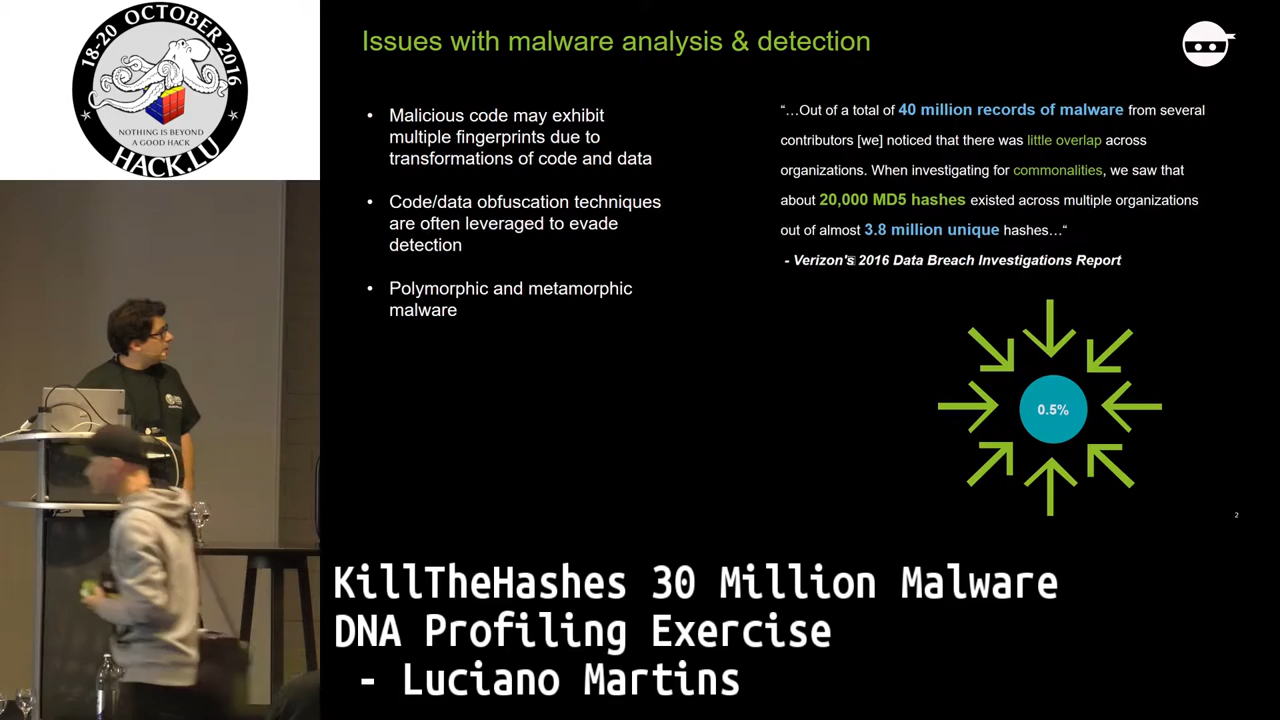 18-20 OCTOBER 2016
NOTHING IS BEYOND
A GOOD HACK
HACK.LU
Issues with malware analysis & detection
• Malicious code may exhibit
multiple fingerprints due to
transformations of code and data
• Code/data obfuscation techniques
are often leveraged to evade
detection
• Polymorphic and metamorphic
malware
“…Out of a total of 40 million records of malware from several
contributors [we] noticed that there was little overlap across
organizations. When investigating for commonalities, we saw that
about 20,000 MD5 hashes existed across multiple organizations
out of almost 3.8 million unique hashes…“
- Verizon's 2016 Data Breach Investigations Report
0.5%
2
KillTheHashes 30 Million Malware
DNA Profiling Exercise
- Luciano Martins